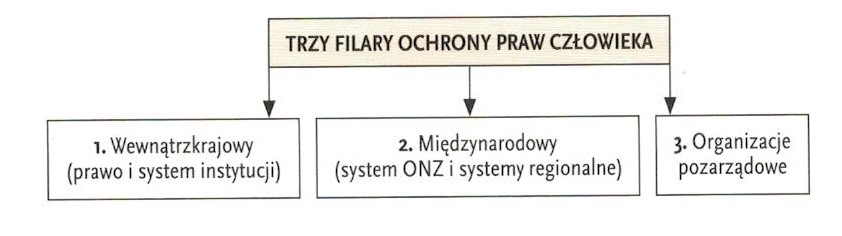 TRZY FILARY OCHRONY PRAW CZŁOWIEKA
1. Wewnątrzkrajowy
(prawo i system instytucji)
2. Międzynarodowy
(system ONZ i systemy regionalne)
3. Organizacje
pozarządowe